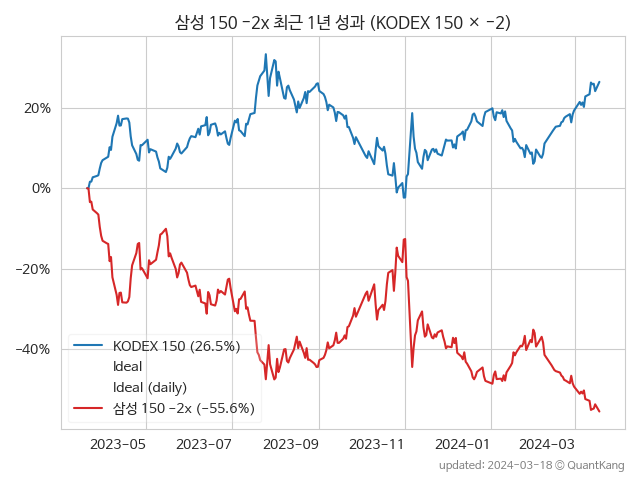 삼성 150 −2x 최근 1년 성과 (KODEX 150 × −2)
20%
0%
−20%
−40%
KODEX 150 (26.5%)
Ideal
Ideal (daily)
삼성 150 −2x (−55.6%)
2023−05
2023−07
2023−09
2023−11
2024−01
2024−03
updated: 2024−03−18 © QuantKang